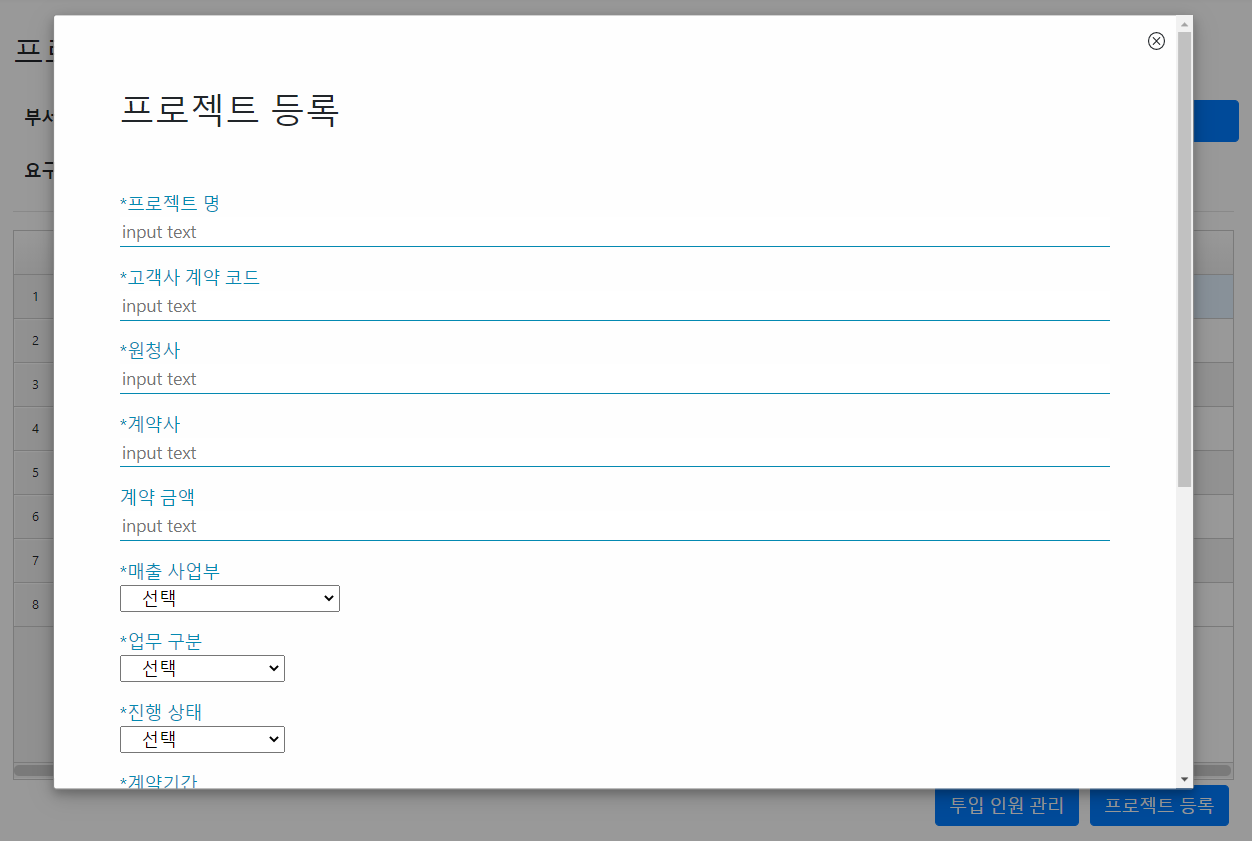 프로젝트 등록
부서
요구
*프로젝트 명
input text
*고객사 계약 코드
input text
*원청사
input text
*계약사
input text
계약 금액
input text
*매출 사업부
선택
*업무 구분
선택
*진행 상태
선택
*계약기간
1
2
3
4
5
6
7
8
투입 인원 관리
프로젝트 등록